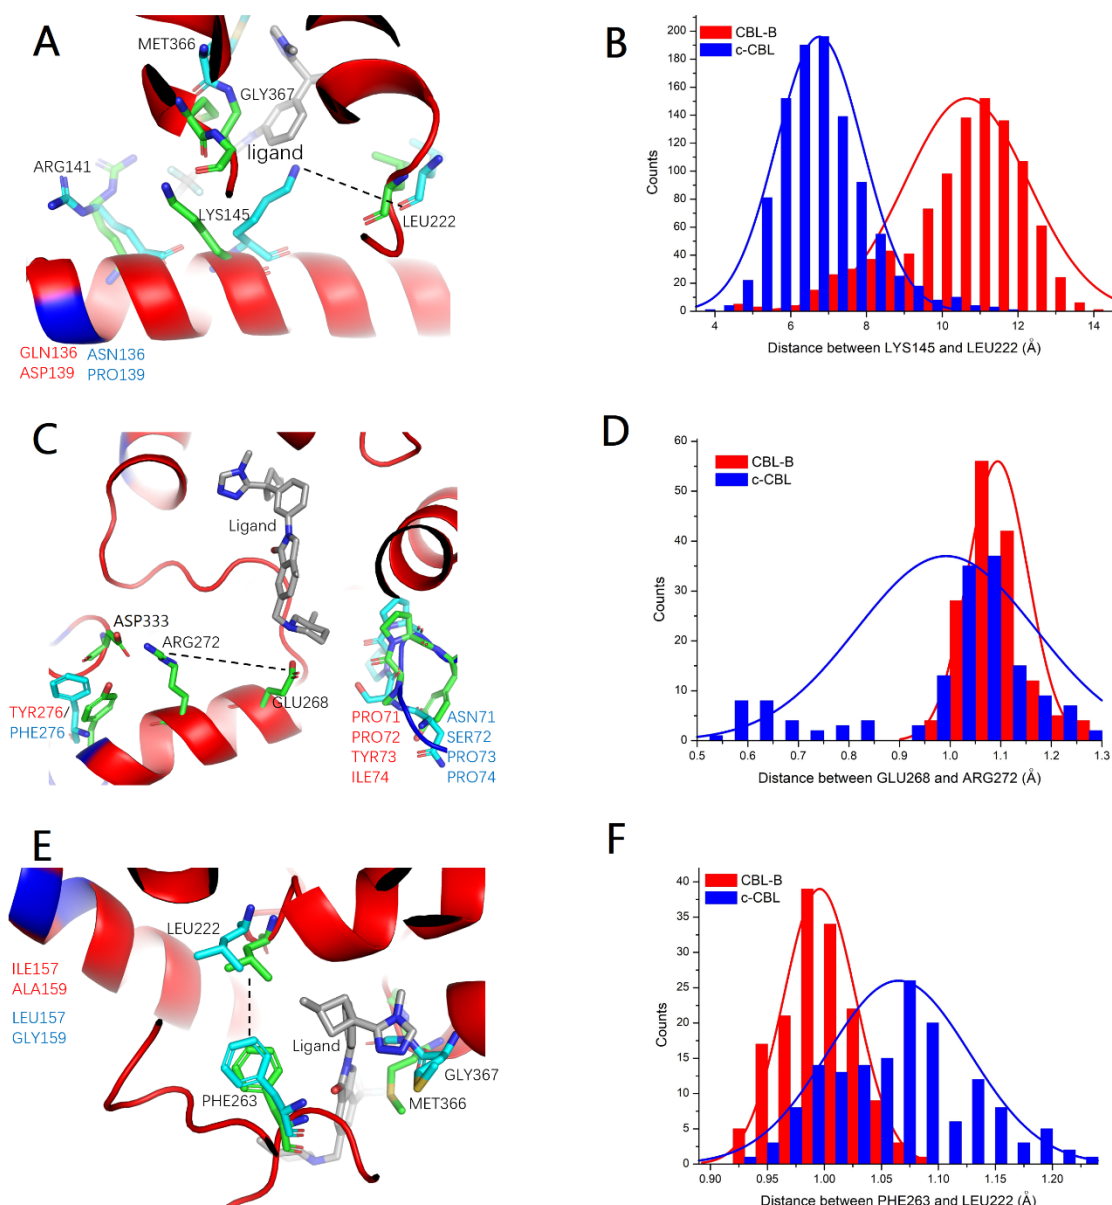 A
MET366
GLY367
ligand
ARG141
LYS145
LEU222
GLN136 ASN136
ASP139 PRO139
B
CBL-B
c-CBL
200
180
160
140
120
100
80
60
40
20
0
Counts
4 6 8 10 12 14
Distance between LYS145 and LEU222 (Å)
C
Ligand
ASP333
ARG272
GLU268
TYR276/
PHE276
PRO71 ASN71
PRO72 SER72
TYR73 PRO73
ILE74 PRO74
D
CBL-B
c-CBL
60
50
40
30
20
10
0
Counts
0.5 0.6 0.7 0.8 0.9 1.0 1.1 1.2 1.3
Distance between GLU268 and ARG272 (Å)
E
LEU222
ILE157
ALA159
LEU157
GLY159
Ligand
GLY367
PHE263
MET366
F
CBL-B
c-CBL
40
35
30
25
20
15
10
5
0
Counts
0.90 0.95 1.00 1.05 1.10 1.15 1.20
Distance between PHE263 and LEU222 (Å)